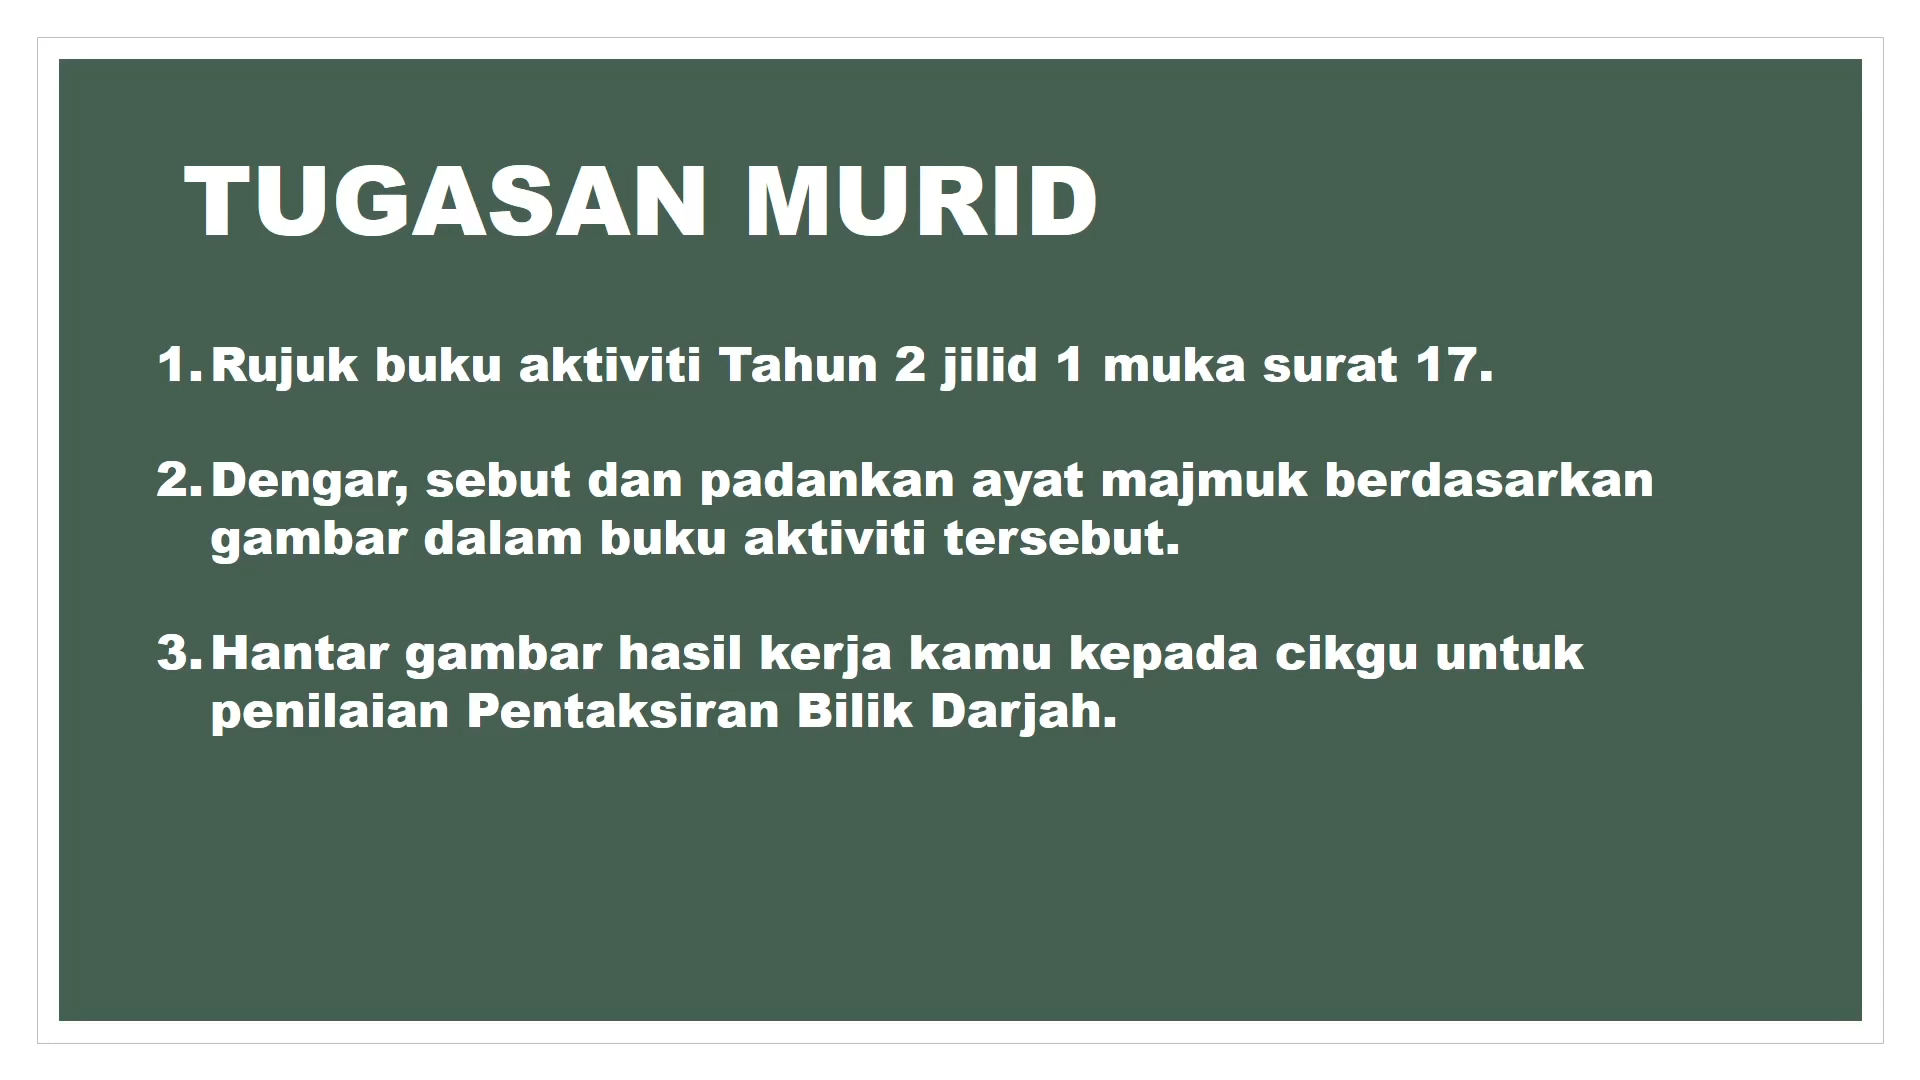 TUGASAN MURID
1. Rujuk buku aktiviti Tahun 2 jilid 1 muka surat 17.
2. Dengar, sebut dan padankan ayat majmuk berdasarkan
gambar dalam buku aktiviti tersebut.
3. Hantar gambar hasil kerja kamu kepada cikgu untuk
penilaian Pentaksiran Bilik Darjah.